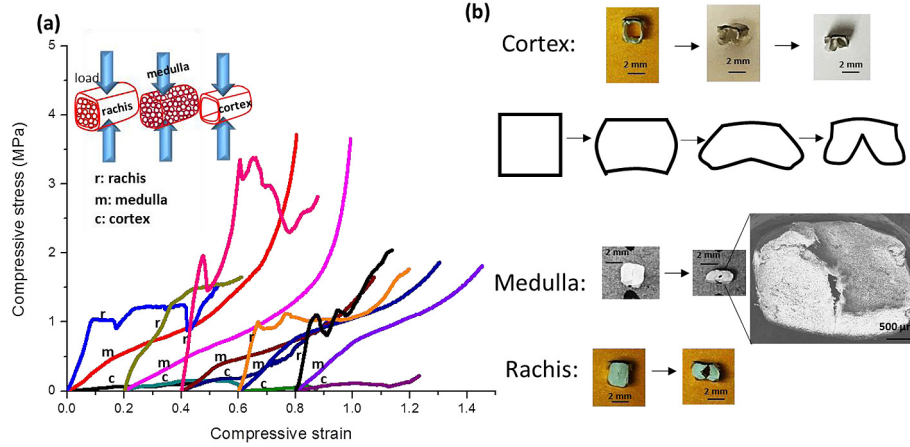 (a)
5
4
3
2
1
0
Compressive stress (MPa)
load
medulla
rachis
cortex
r: rachis
m: medulla
c: cortex
r
m
c
r
m
c
r
m
c
r
m
c
r
m
c
0.0 0.2 0.4 0.6 0.8 1.0 1.2 1.4
Compressive strain
(b)
Cortex:
2 mm
2 mm
2 mm
Medulla:
2 mm
2 mm
500 µm
Rachis:
2 mm
2 mm